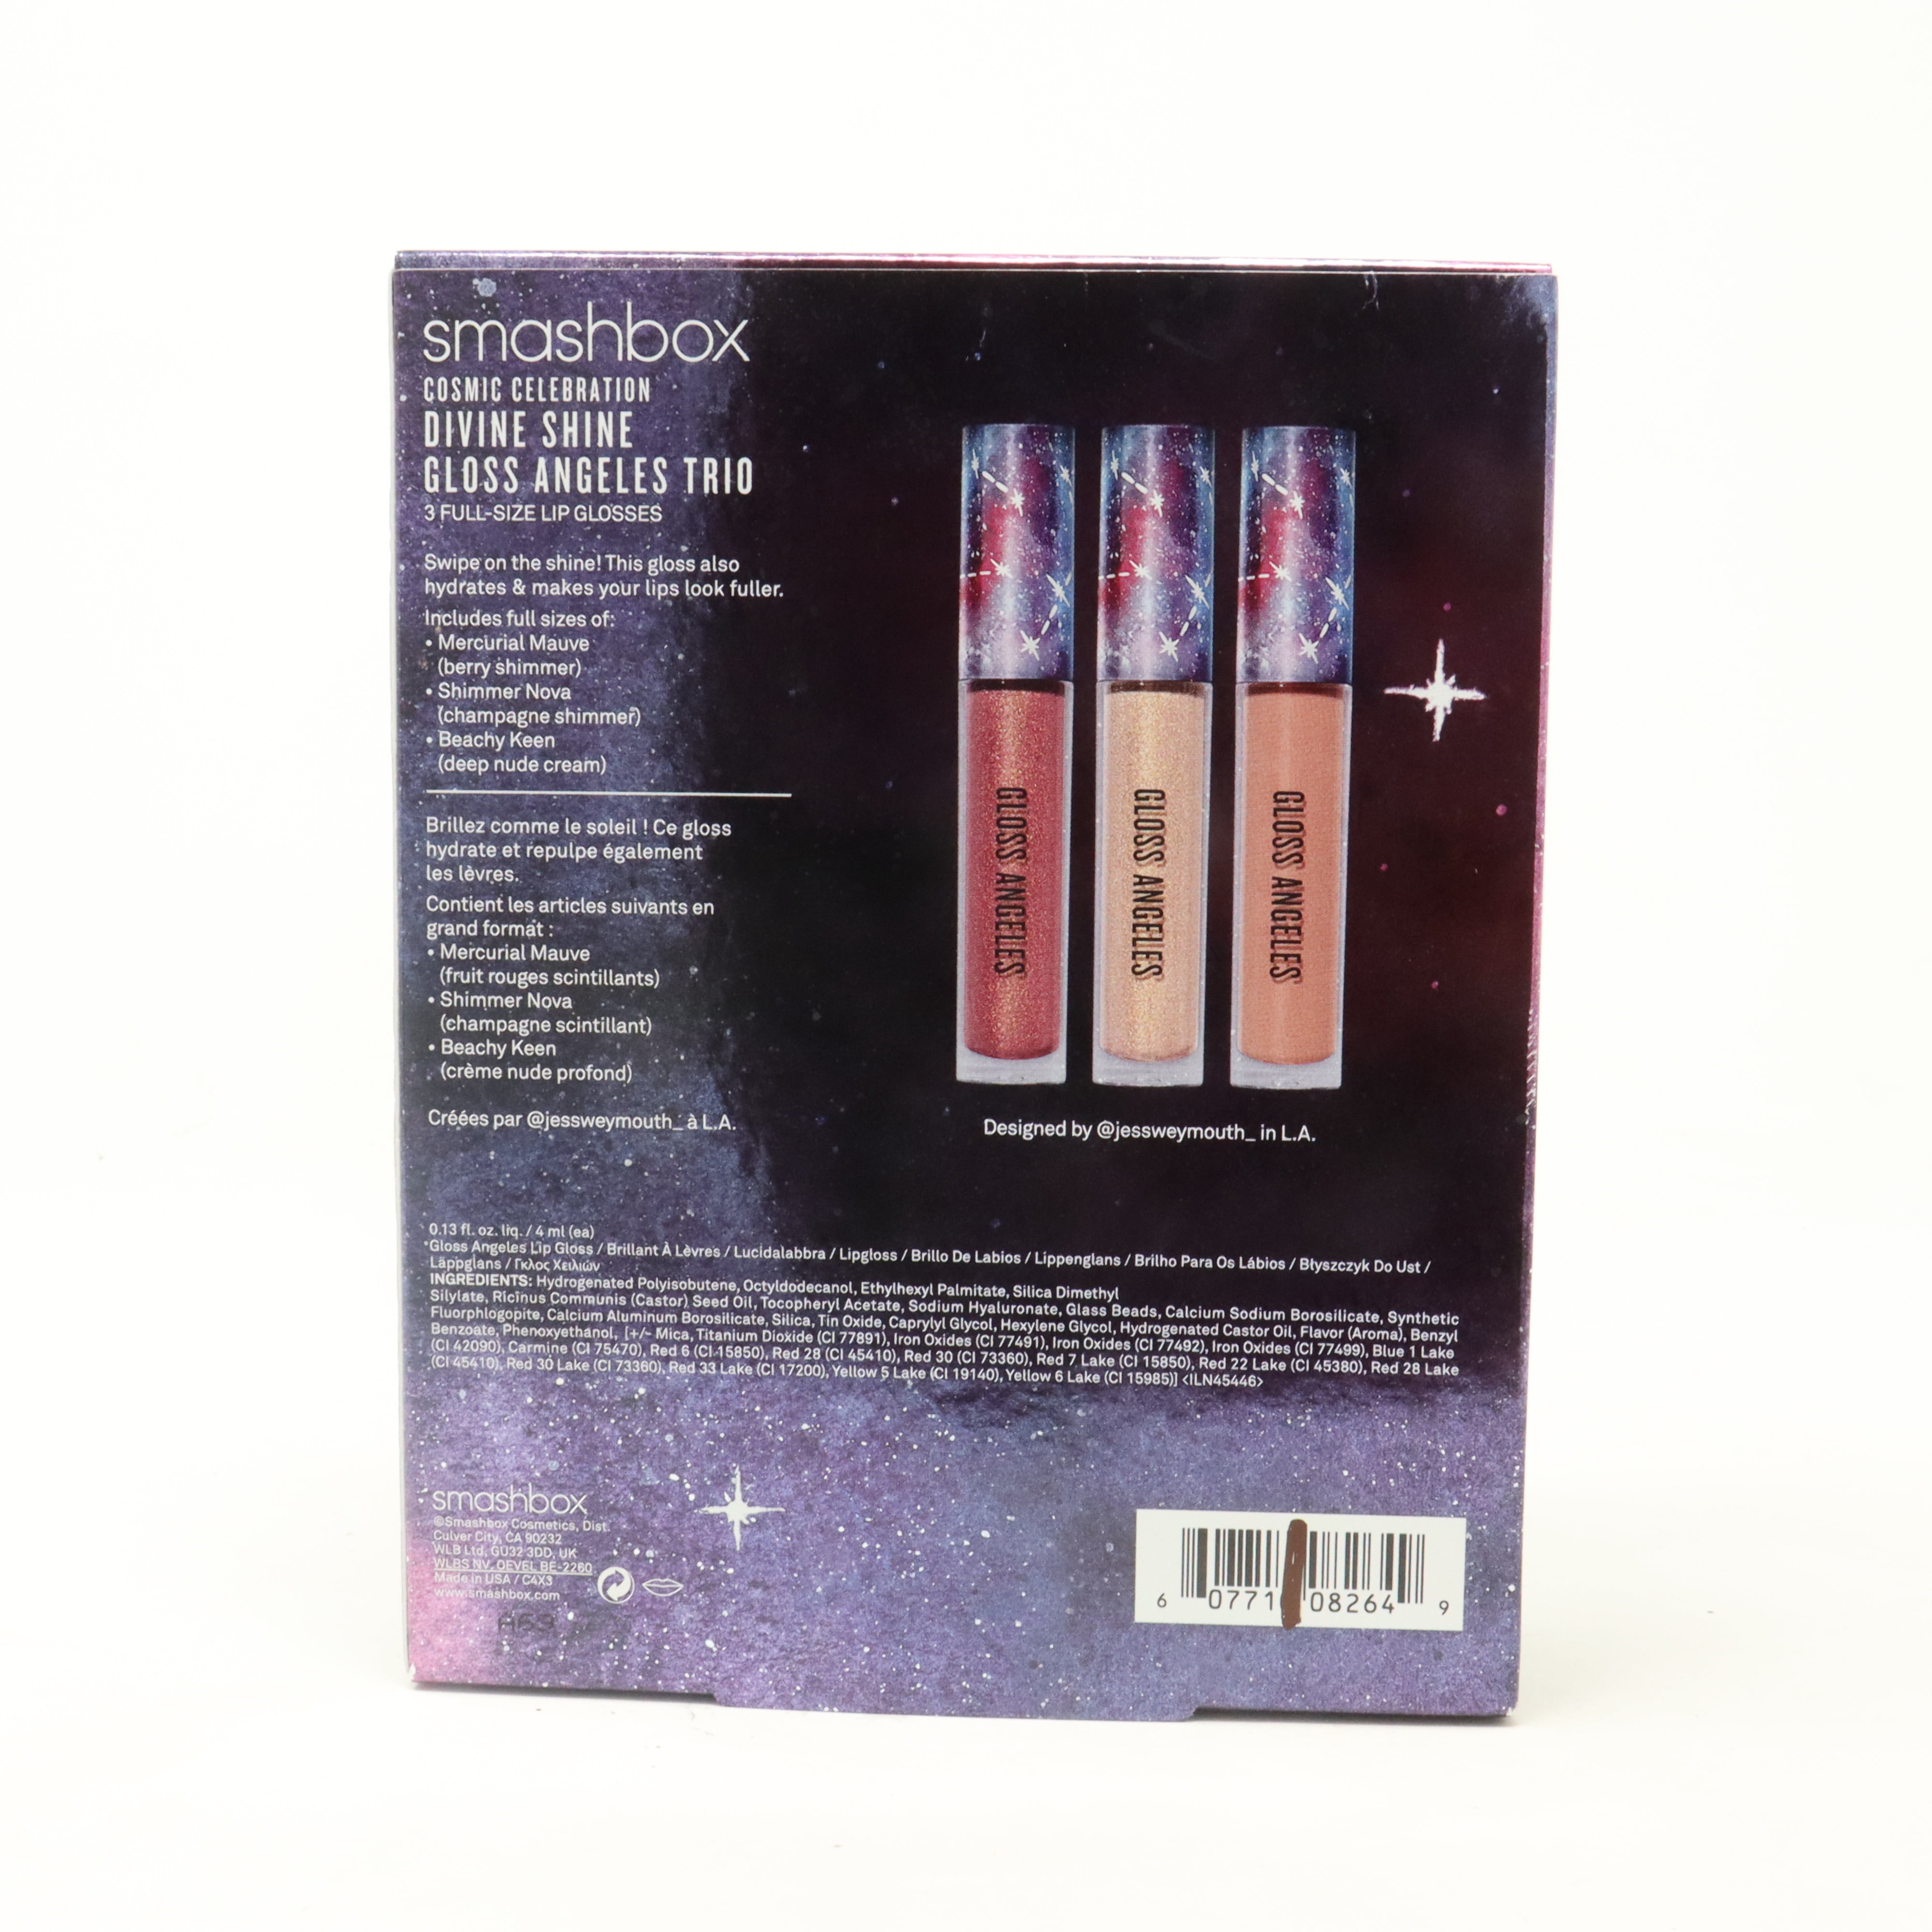 smashbox
COSMIC CELEBRATION
DIVINE SHINE
GLOSS ANGELES TRIO
3 FULL-SIZE LIP GLOSSES
Swipe on the shine! This gloss also
hydrates & makes your lips look fuller.
Includes full sizes of:
• Mercurial Mauve
(berry shimmer)
• Shimmer Nova
(champagne shimmer)
• Beachy Keen
(deep nude cream)
Brillez comme le soleil ! Ce gloss
hydrate et repulpe également
les lèvres.
Contient les articles suivants en
grand format :
• Mercurial Mauve
(fruit rouges scintillants)
• Shimmer Nova
(champagne scintillant)
• Beachy Keen
(crème nude profond)
Créées par @jessweymouth_ à L.A.
GLOSS ANGELES
GLOSS ANGELES
GLOSS ANGELES
Designed by @jessweymouth_ in L.A.
0.13 fl. oz. liq. / 4 ml (ea)
*Gloss Angeles Lip Gloss / Brillant À Lèvres / Lucidalabbra / Lipgloss / Brillo De Labios / Lippenglans / Brilho Para Os Lábios / Błyszczyk Do Ust /
Läppglans / Γκλος Χειλιών
INGREDIENTS: Hydrogenated Polyisobutene, Octyldodecanol, Ethylhexyl Palmitate, Silica Dimethyl
Silylate, Ricinus Communis (Castor) Seed Oil, Tocopheryl Acetate, Sodium Hyaluronate, Glass Beads, Calcium Sodium Borosilicate, Synthetic
Fluorphlogopite, Calcium Aluminum Borosilicate, Silica, Tin Oxide, Caprylyl Glycol, Hexylene Glycol, Hydrogenated Castor Oil, Flavor (Aroma), Benzyl
Benzoate, Phenoxyethanol, [+/- Mica, Titanium Dioxide (CI 77891), Iron Oxides (CI 77491), Iron Oxides (CI 77492), Iron Oxides (CI 77499), Blue 1 Lake
(CI 42090), Carmine (CI 75470), Red 6 (CI 15850), Red 28 (CI 45410), Red 30 (CI 73360), Red 7 Lake (CI 15850), Red 22 Lake (CI 45380), Red 28 Lake
(CI 45410), Red 30 Lake (CI 73360), Red 33 Lake (CI 17200), Yellow 5 Lake (CI 19140), Yellow 6 Lake (CI 15985)] <ILN45446>
smashbox
©Smashbox Cosmetics, Dist.
Culver City, CA 90232
WLB Ltd, GU32 3DD, UK
WLBS NV, OEVEL BE-2260
Made in USA / C4X3
www.smashbox.com
6 0771 08264 9